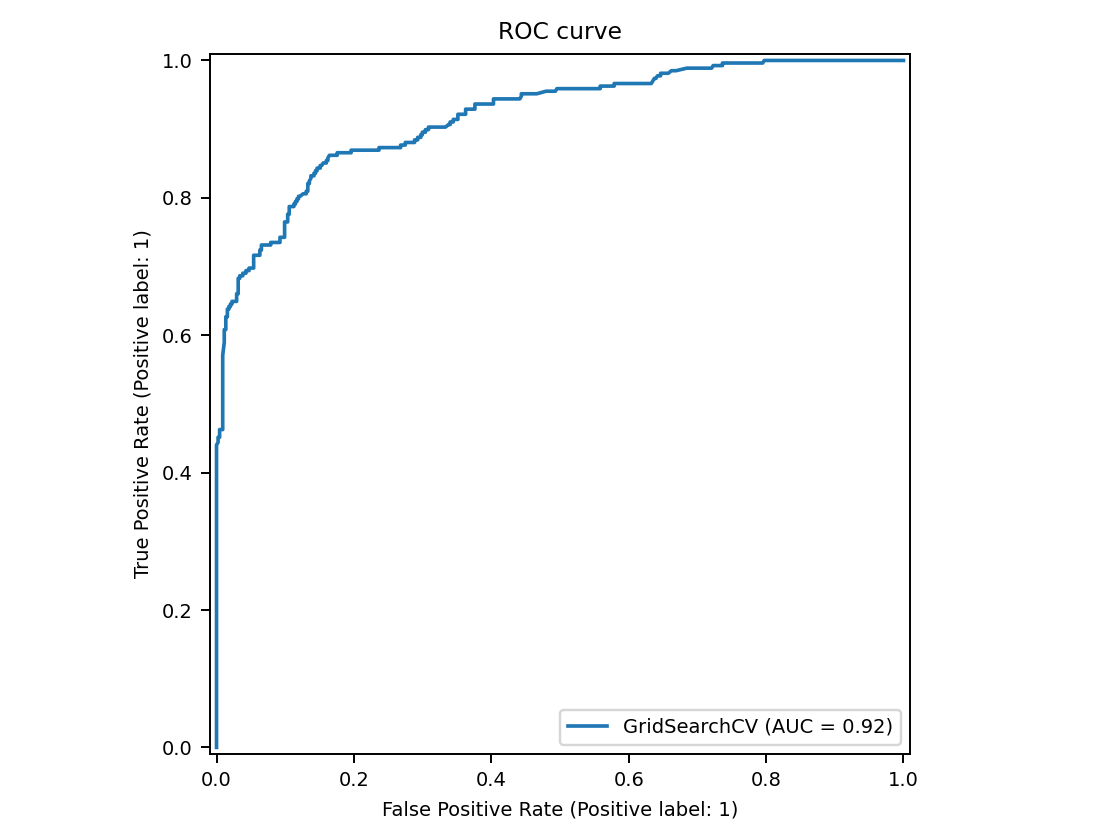 ROC curve
1.0
0.8
0.6
0.4
0.2
0.0
True Positive Rate (Positive label: 1)
GridSearchCV (AUC = 0.92)
0.0 0.2 0.4 0.6 0.8 1.0
False Positive Rate (Positive label: 1)